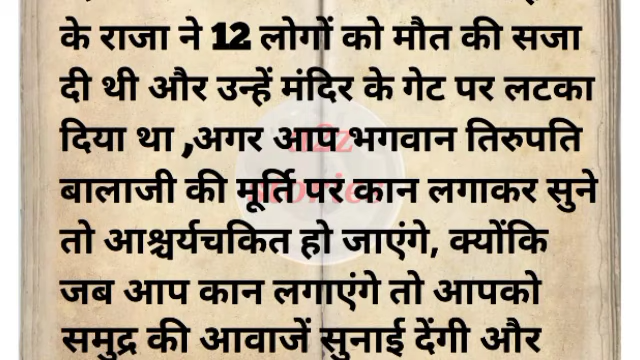 के राजा ने 12 लोगों को मौत की सजा
दी थी और उन्हें मंदिर के गेट पर लटका
दिया था ,अगर आप भगवान तिरुपति
बालाजी की मूर्ति पर कान लगाकर सुने
तो आश्चर्यचकित हो जाएंगे, क्योंकि
जब आप कान लगाएंगे तो आपको
समुद्र की आवाजें सुनाई देंगी और